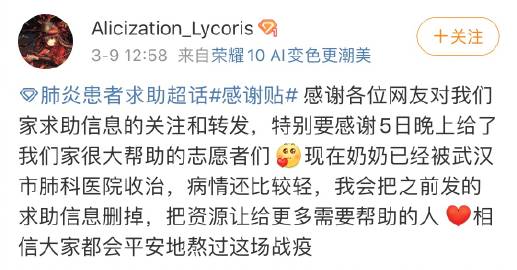 Alicization_Lycoris
3-9 12:58 来自荣耀10 AI变色更潮美
+关注
肺炎患者求助超话#感谢贴# 感谢各位网友对我们
家求助信息的关注和转发，特别要感谢5日晚上给了
我们家很大帮助的志愿者们 现在奶奶已经被武汉
市肺科医院收治，病情还比较轻，我会把之前发的
求助信息删掉，把资源让给更多需要帮助的人 相
信大家都会平安地熬过这场战疫